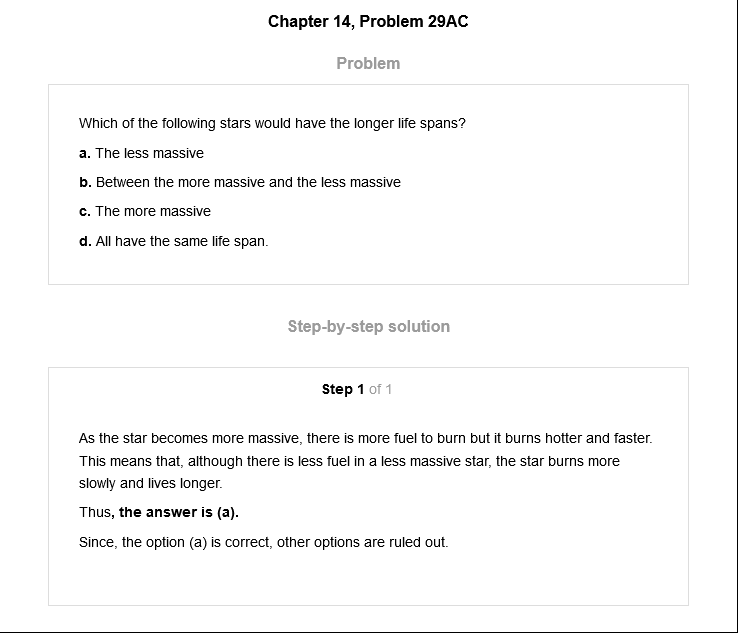 Chapter 14, Problem 29AC
Problem
Which of the following stars would have the longer life spans?
a. The less massive
b. Between the more massive and the less massive
c. The more massive
d. All have the same life span.
Step-by-step solution
Step 1 of 1
As the star becomes more massive, there is more fuel to burn but it burns hotter and faster.
This means that, although there is less fuel in a less massive star, the star burns more
slowly and lives longer.
Thus, the answer is (a).
Since, the option (a) is correct, other options are ruled out.